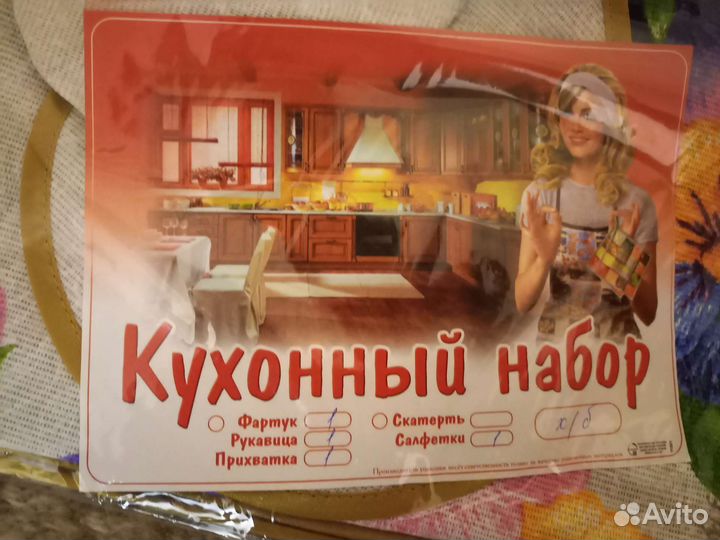 Кухонный набор
Фартук 1
Рукавица 1
Прихватка 1
Скатерть
Салфетки 1
х/б
Avito